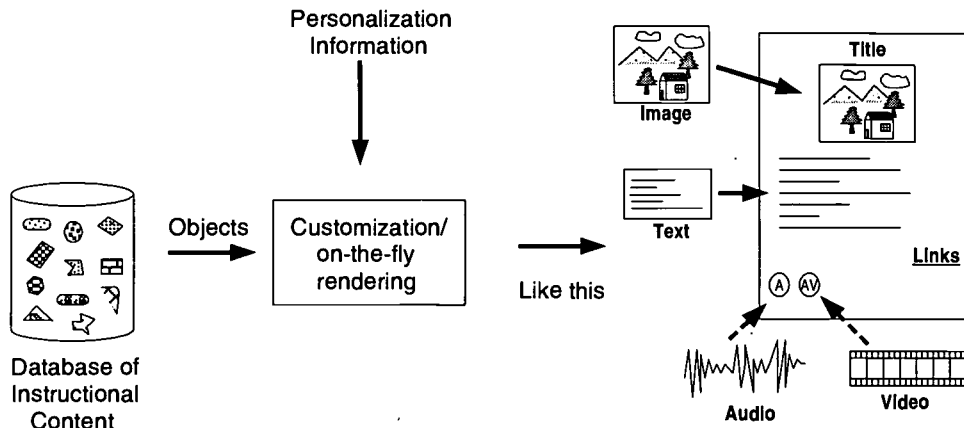 Personalization
Information
Title
Image
Objects
Customization/
on-the-fly
rendering
Like this
Text
Links
A
AV
Database of
Instructional
Content
Audio
Video